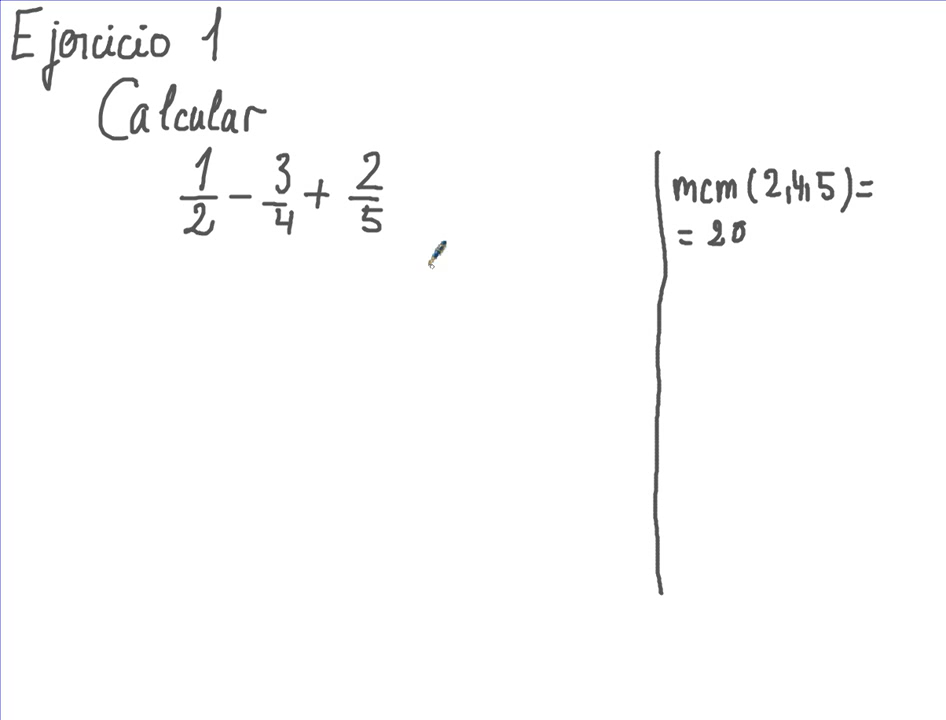 Ejercicio 1
Calcular
1/2 - 3/4 + 2/5
mcm (2,4,5) =
= 20